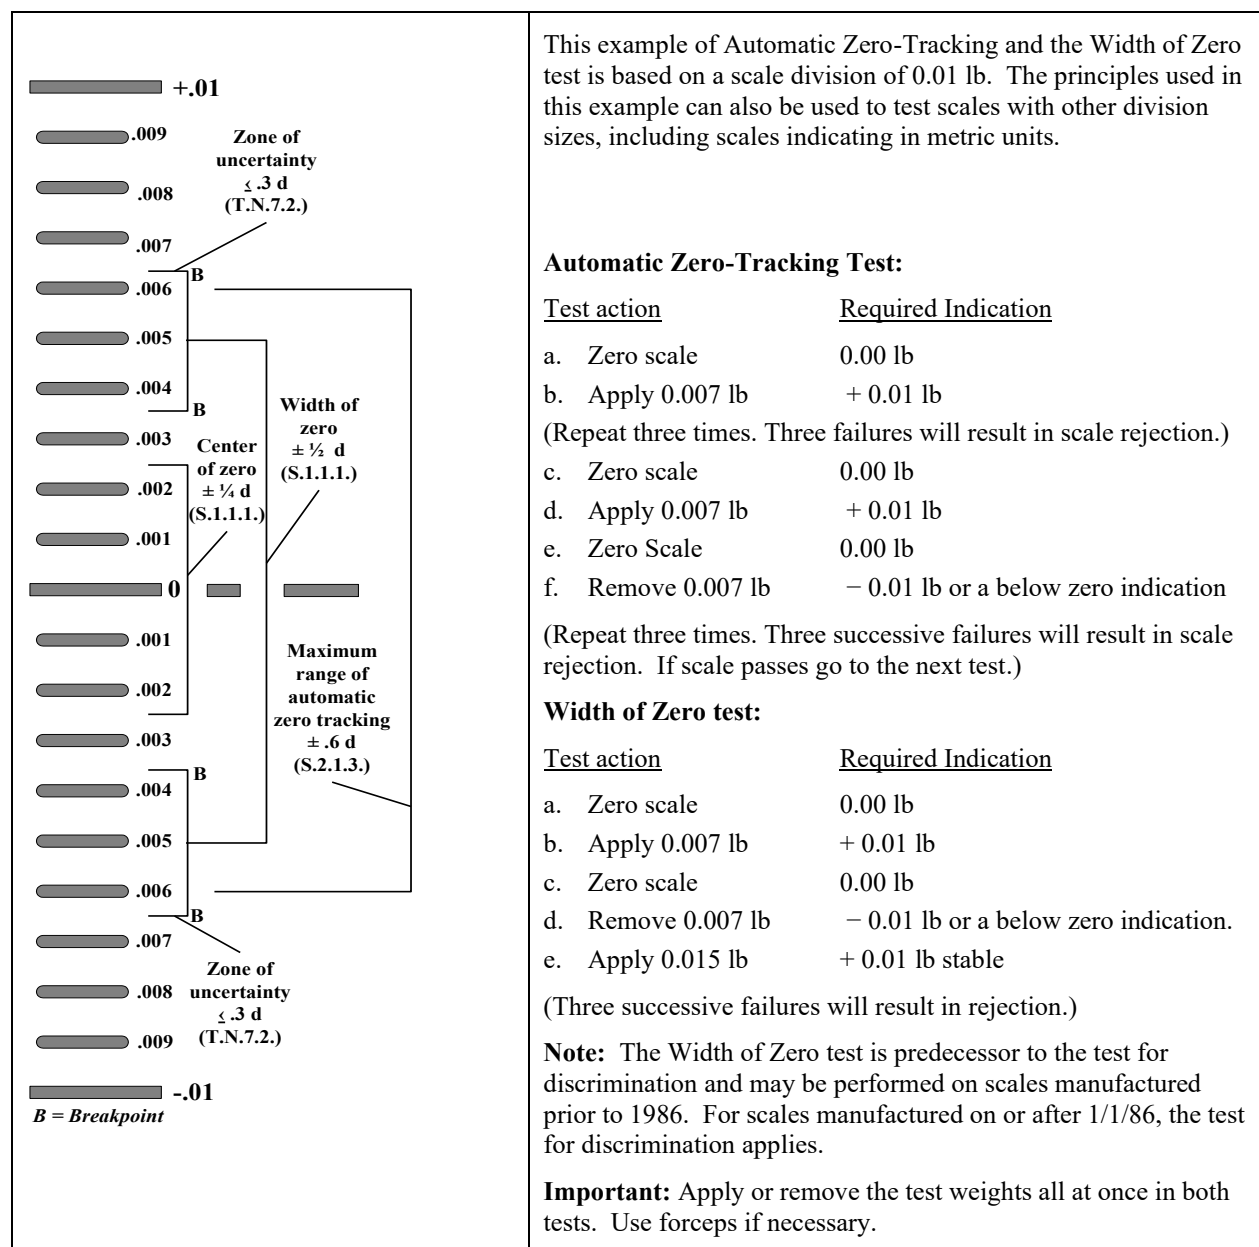 +.01
.009
Zone of
uncertainty
≤ .3 d
(T.N.7.2.)
.008
.007
B
.006
.005
.004
B
.003
Width of
zero
± ½ d
(S.1.1.1.)
Center
of zero
± ¼ d
(S.1.1.1.)
.002
.001
0
.001
.002
Maximum
range of
automatic
zero tracking
± .6 d
(S.2.1.3.)
.003
B
.004
.005
.006
B
.007
Zone of
uncertainty
≤ .3 d
(T.N.7.2.)
.008
.009
-.01
B = Breakpoint
This example of Automatic Zero-Tracking and the Width of Zero
test is based on a scale division of 0.01 lb. The principles used in
this example can also be used to test scales with other division
sizes, including scales indicating in metric units.
Automatic Zero-Tracking Test:
Test action Required Indication
a. Zero scale 0.00 lb
b. Apply 0.007 lb + 0.01 lb
(Repeat three times. Three failures will result in scale rejection.)
c. Zero scale 0.00 lb
d. Apply 0.007 lb + 0.01 lb
e. Zero Scale 0.00 lb
f. Remove 0.007 lb − 0.01 lb or a below zero indication
(Repeat three times. Three successive failures will result in scale
rejection. If scale passes go to the next test.)
Width of Zero test:
Test action Required Indication
a. Zero scale 0.00 lb
b. Apply 0.007 lb + 0.01 lb
c. Zero scale 0.00 lb
d. Remove 0.007 lb − 0.01 lb or a below zero indication.
e. Apply 0.015 lb + 0.01 lb stable
(Three successive failures will result in rejection.)
Note: The Width of Zero test is predecessor to the test for
discrimination and may be performed on scales manufactured
prior to 1986. For scales manufactured on or after 1/1/86, the test
for discrimination applies.
Important: Apply or remove the test weights all at once in both
tests. Use forceps if necessary.